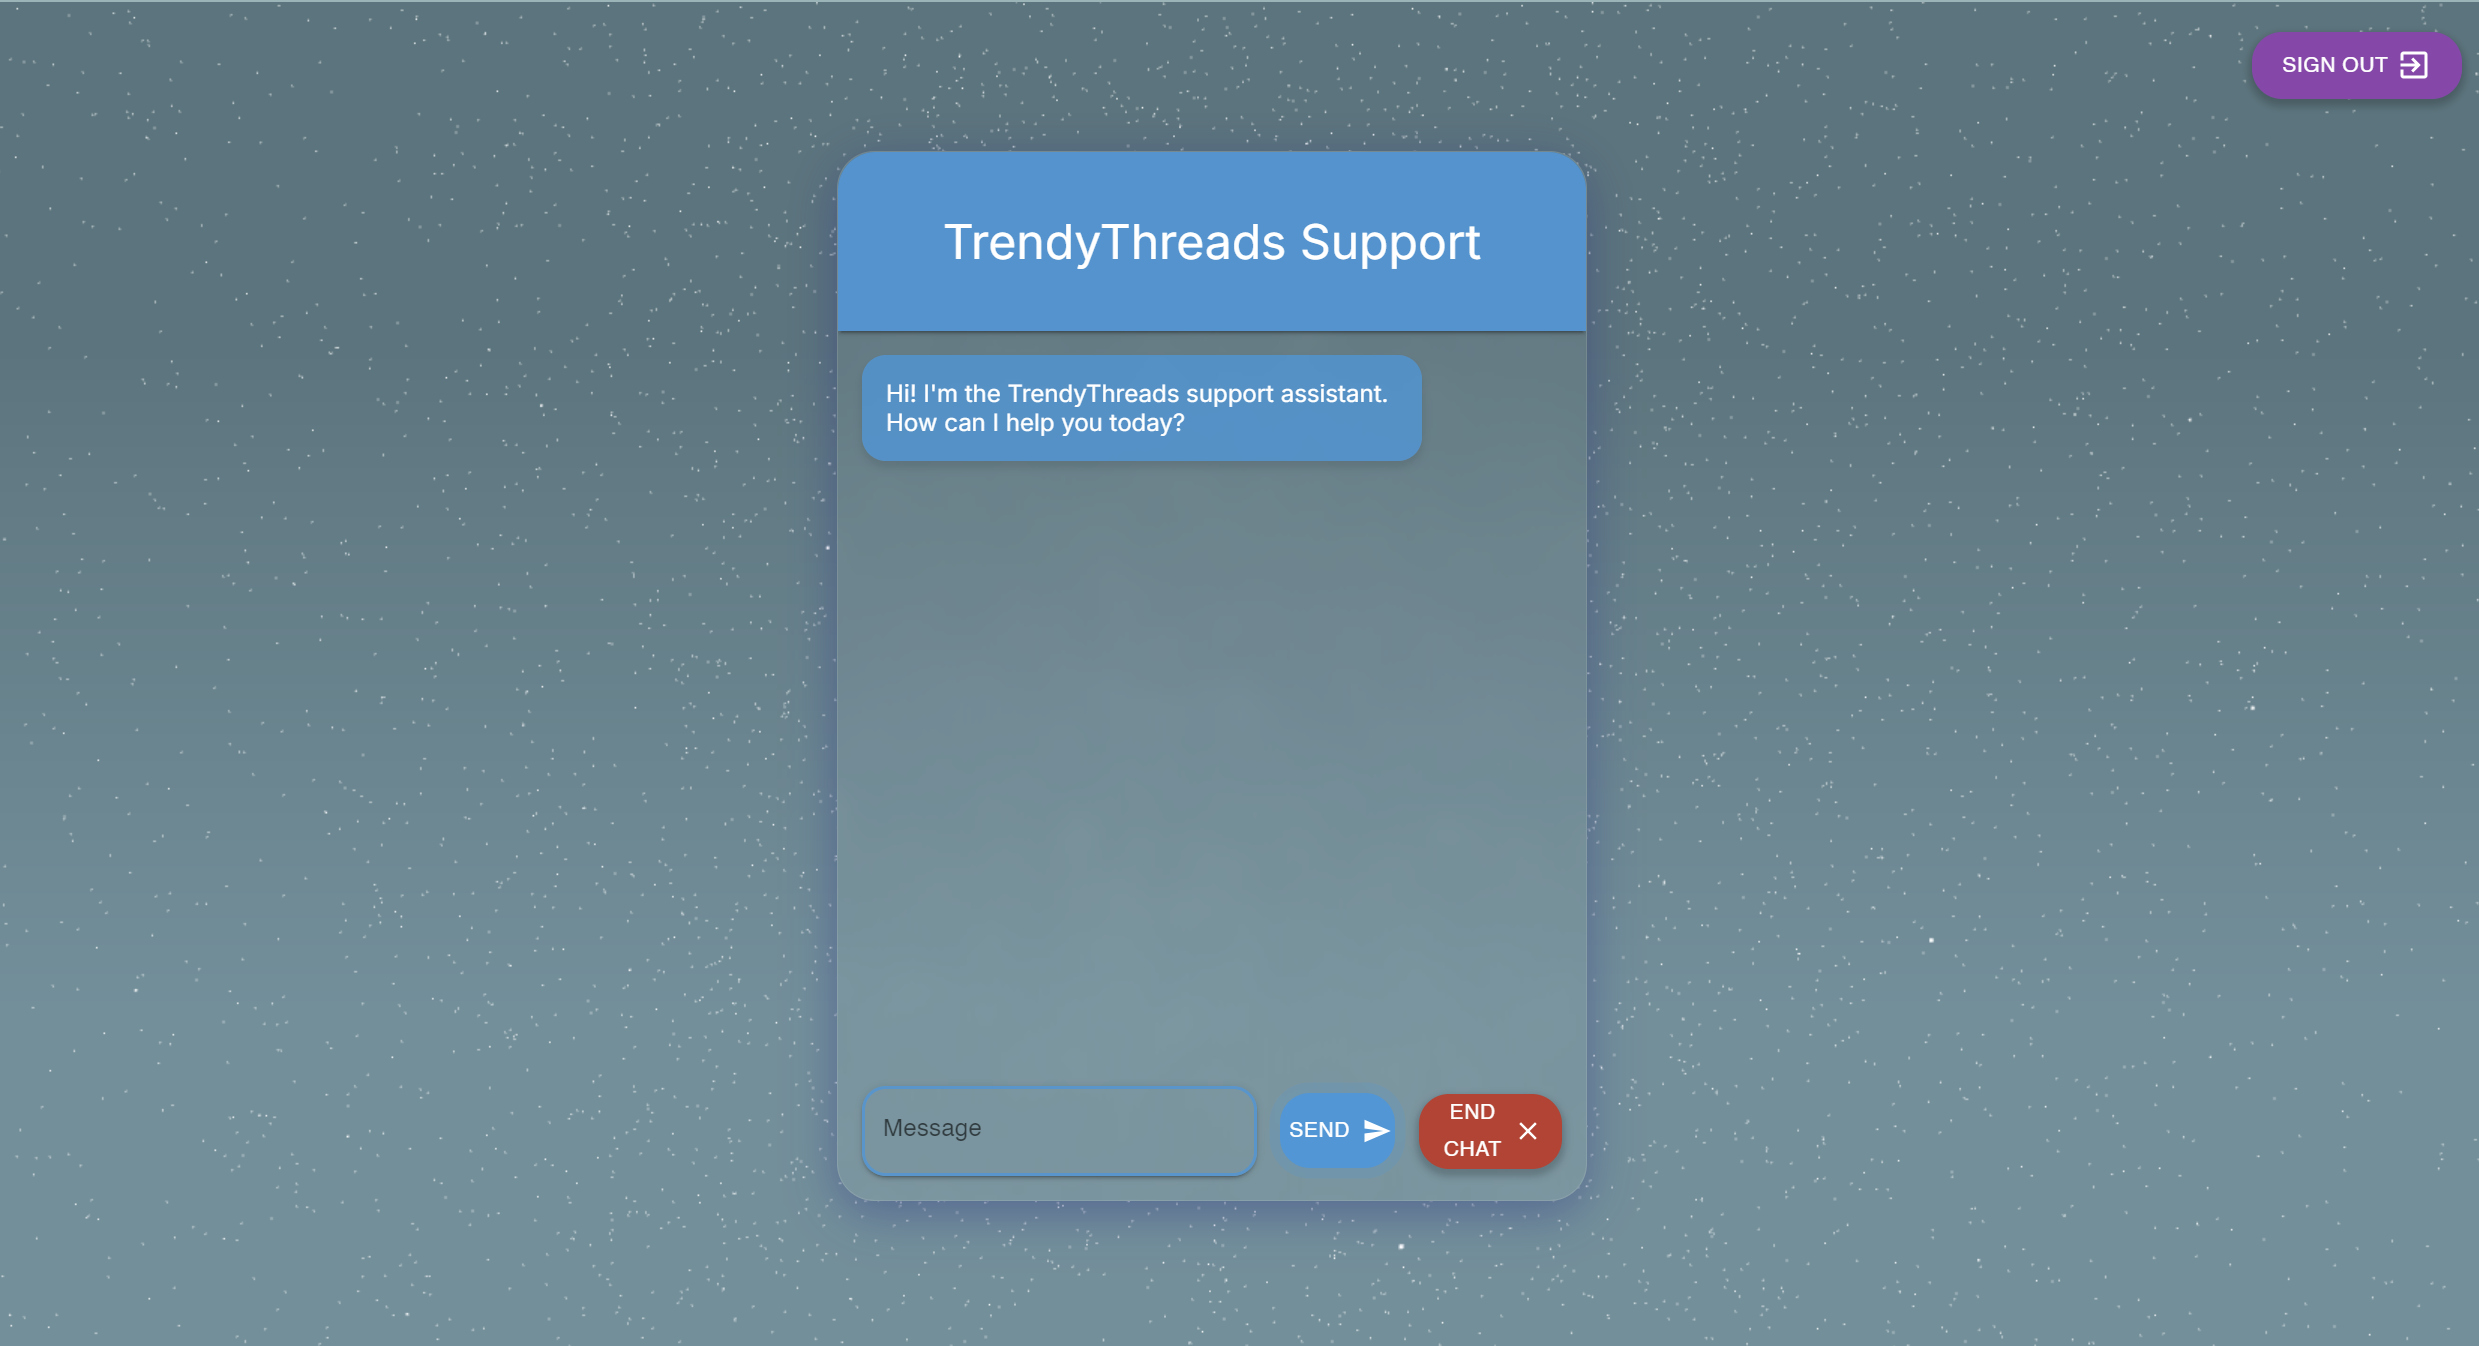 SIGN OUT
TrendyThreads Support
Hi! I'm the TrendyThreads support assistant.
How can I help you today?
Message
SEND
END
CHAT